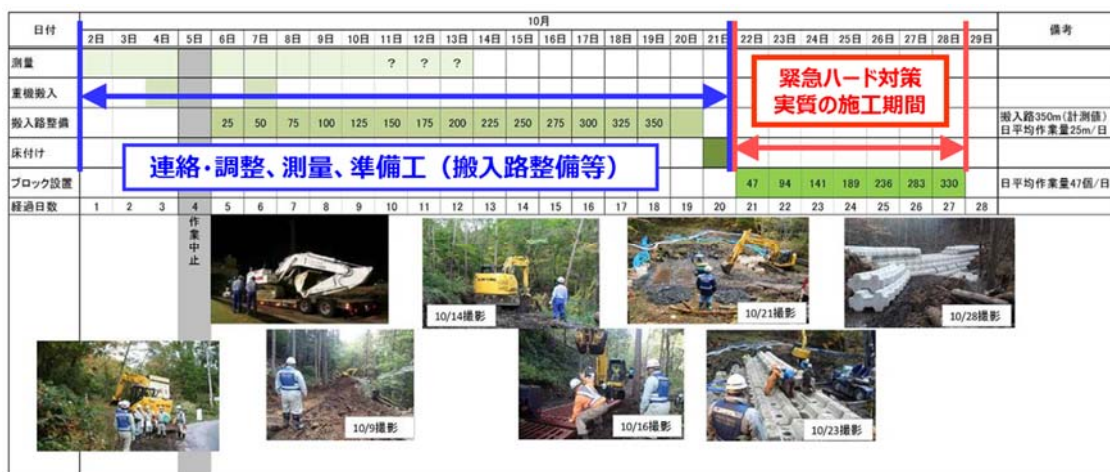 日付 10月 備考
2日 3日 4日 5日 6日 7日 8日 9日 10日 11日 12日 13日 14日 15日 16日 17日 18日 19日 20日 21日 22日 23日 24日 25日 26日 27日 28日 29日
測量 ? ? ?
緊急ハード対策
実質の施工期間
重機搬入
搬入路整備 25 50 75 100 125 150 175 200 225 250 275 300 325 350 搬入路350m(計測値)
日平均作業量25m/日
床付け
連絡・調整、測量、準備工（搬入路整備等）
ブロック設置 47 94 141 189 236 283 330 日平均作業量47個/日
経過日数 1 2 3 4 5 6 7 8 9 10 11 12 13 14 15 16 17 18 19 20 21 22 23 24 25 26 27 28
作業中止
10/14撮影
10/21撮影
10/28撮影
10/9撮影
10/16撮影
10/23撮影